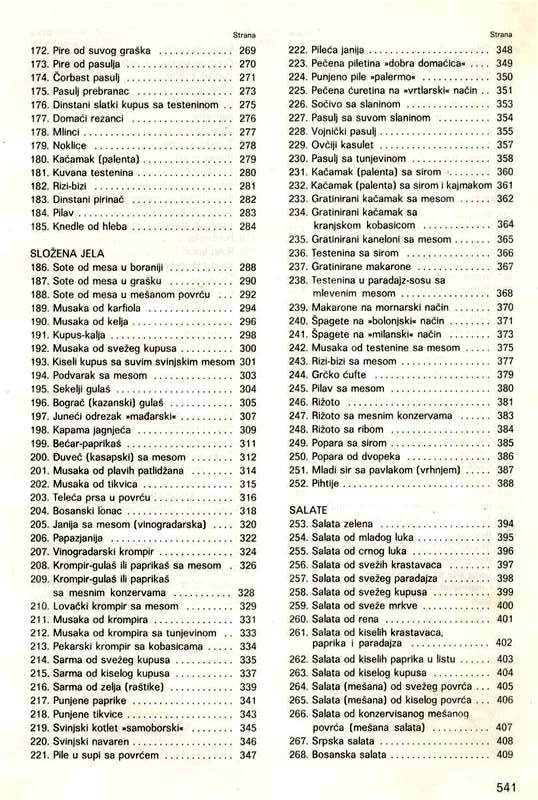 Strana
172. Pire od suvog graška ............. 269
173. Pire od pasulja ................... 270
174. Čorbast pasulj .................... 271
175. Pasulj prebranac .................. 273
176. Dinstani slatki kupus sa testeninom .. 275
177. Domaći rezanci .................... 276
178. Mlinci ............................ 277
179. Noklice ........................... 278
180. Kačamak (palenta) ................. 279
181. Kuvana testenina .................. 280
182. Rizi-bizi ......................... 281
183. Dinstani pirinač .................. 282
184. Pilav ............................. 283
185. Knedle od hleba ................... 284
SLOŽENA JELA
186. Sote od mesa u boraniji ........... 288
187. Sote od mesa u grašku ............. 290
188. Sote od mesa u mešanom povrću ... 292
189. Musaka od karfiola ................ 294
190. Musaka od kelja ................... 296
191. Kupus-kalja ....................... 298
192. Musaka od svežeg kupusa ........... 300
193. Kiseli kupus sa suvim svinjskim mesom 301
194. Podvarak sa mesom ................. 303
195. Sekelji gulaš ..................... 304
196. Bograč (kazanski) gulaš ........... 305
197. Juneći odrezak »mađarski« ......... 307
198. Kapama jagnjeća ................... 309
199. Bećar-paprikaš .................... 311
200. Đuveč (kasapski) sa mesom ......... 312
201. Musaka od plavih patlidžana ....... 314
202. Musaka od tikvica ................. 315
203. Teleća prsa u povrću .............. 316
204. Bosanski lonac .................... 318
205. Janija sa mesom (vinogradarska) .... 320
206. Papazjanija ....................... 322
207. Vinogradarski krompir ............. 324
208. Krompir-gulaš ili paprikaš sa mesom . 326
209. Krompir-gulaš ili paprikaš
sa mesnim konzervama ........... 328
210. Lovački krompir sa mesom .......... 329
211. Musaka od krompira ................ 331
212. Musaka od krompira sa tunjevinom .. 333
213. Pekarski krompir sa kobasicama ..... 334
214. Sarma od svežeg kupusa ............ 335
215. Sarma od kiselog kupusa ........... 337
216. Sarma od zelja (raštike) .......... 339
217. Punjene paprike ................... 341
218. Punjene tikvice ................... 343
219. Svinjski kotlet »samoborski« ...... 345
220. Svinjski navaren .................. 346
221. Pile u supi sa povrćem ............ 347
Strana
222. Pileća janija ..................... 348
223. Pečena piletina »dobra domaćica« .... 349
224. Punjeno pile »palermo« ............ 350
225. Pečena ćuretina na »vrtlarski« način .. 351
226. Sočivo sa slaninom ................ 353
227. Pasulj sa suvom slaninom .......... 354
228. Vojnički pasulj ................... 355
229. Ovčiji kasulet .................... 357
230. Pasulj sa tunjevinom .............. 358
231. Kačamak (palenta) sa sirom ........ 360
232. Kačamak (palenta) sa sirom i kajmakom 361
233. Gratinirani kačamak sa mesom ...... 362
234. Gratinirani kačamak sa
kranjskom kobasicom ............ 364
235. Gratinirani kaneloni sa mesom ...... 365
236. Testenina sa sirom ................ 366
237. Gratinirane makarone .............. 367
238. Testenina u paradajz-sosu sa
mlevenim mesom ................. 368
239. Makarone na mornarski način ....... 370
240. Špagete na »bolonjski« način ....... 371
241. Špagete na »milanski« način ........ 373
242. Musaka od testenine sa mesom ...... 375
243. Rizi-bizi sa mesom ................ 377
244. Grčko ćufte ....................... 379
245. Pilav sa mesom .................... 380
246. Rižoto ............................ 381
247. Rižoto sa mesnim konzervama ....... 383
248. Rižoto sa ribom ................... 384
249. Popara sa sirom ................... 385
250. Popara od dvopeka ................. 386
251. Mladi sir sa pavlakom (vrhnjem) ..... 387
252. Pihtije ........................... 388
SALATE
253. Salata zelena ..................... 394
254. Salata od mladog luka ............. 395
255. Salata od crnog luka .............. 396
256. Salata od svežih krastavaca ....... 397
257. Salata od svežeg paradajza ........ 398
258. Salata od svežeg kupusa ........... 399
259. Salata od sveže mrkve ............. 400
260. Salata od rena .................... 401
261. Salata od kiselih krastavaca,
paprika i paradajza .............. 402
262. Salata od kiselih paprika u listu .... 403
263. Salata od kiselog kupusa .......... 404
264. Salata (mešana) od svežeg povrća ... 405
265. Salata (mešana) od kiselog povrća .. 406
266. Salata od konzervisanog mešanog
povrća (mešana salata) .......... 407
267. Srpska salata ..................... 408
268. Bosanska salata ................... 409
541